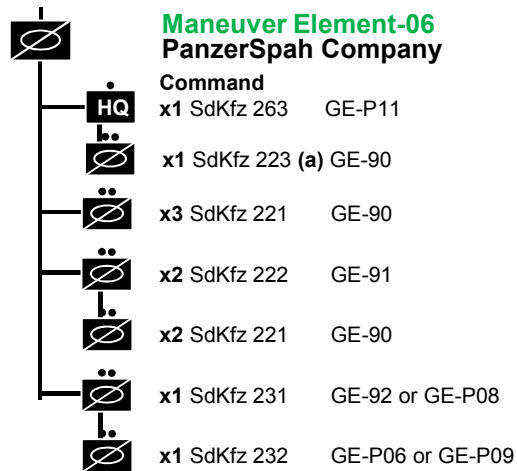 Maneuver Element-06
PanzerSpah Company
Command
HQ x1 SdKfz 263 GE-P11
x1 SdKfz 223 (a) GE-90
x3 SdKfz 221 GE-90
x2 SdKfz 222 GE-91
x2 SdKfz 221 GE-90
x1 SdKfz 231 GE-92 or GE-P08
x1 SdKfz 232 GE-P06 or GE-P09